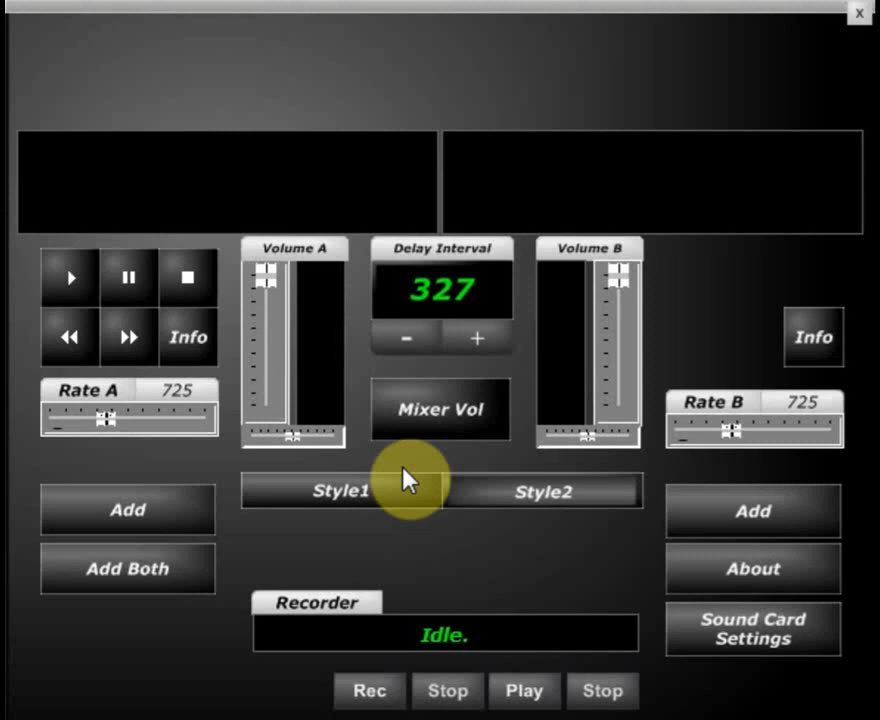 x
Volume A
Delay Interval
Volume B
327
- +
Info
Info
Rate A 725
Mixer Vol
Rate B 725
Style1
Style2
Add
Add
Add Both
About
Recorder
Idle.
Sound Card
Settings
Rec
Stop
Play
Stop